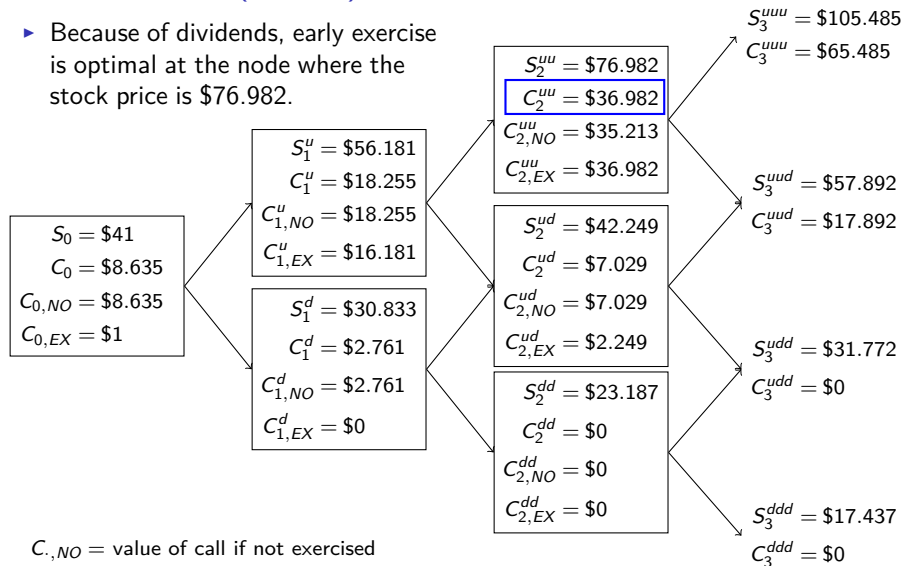 ▶ Because of dividends, early exercise
is optimal at the node where the
stock price is $76.982.
S_0 = $41
C_0 = $8.635
C_{0,NO} = $8.635
C_{0,EX} = $1
S_1^u = $56.181
C_1^u = $18.255
C_{1,NO}^u = $18.255
C_{1,EX}^u = $16.181
S_1^d = $30.833
C_1^d = $2.761
C_{1,NO}^d = $2.761
C_{1,EX}^d = $0
S_2^{uu} = $76.982
C_2^{uu} = $36.982
C_{2,NO}^{uu} = $35.213
C_{2,EX}^{uu} = $36.982
S_2^{ud} = $42.249
C_2^{ud} = $7.029
C_{2,NO}^{ud} = $7.029
C_{2,EX}^{ud} = $2.249
S_2^{dd} = $23.187
C_2^{dd} = $0
C_{2,NO}^{dd} = $0
C_{2,EX}^{dd} = $0
S_3^{uuu} = $105.485
C_3^{uuu} = $65.485
S_3^{uud} = $57.892
C_3^{uud} = $17.892
S_3^{udd} = $31.772
C_3^{udd} = $0
S_3^{ddd} = $17.437
C_3^{ddd} = $0
C_{·,NO} = value of call if not exercised